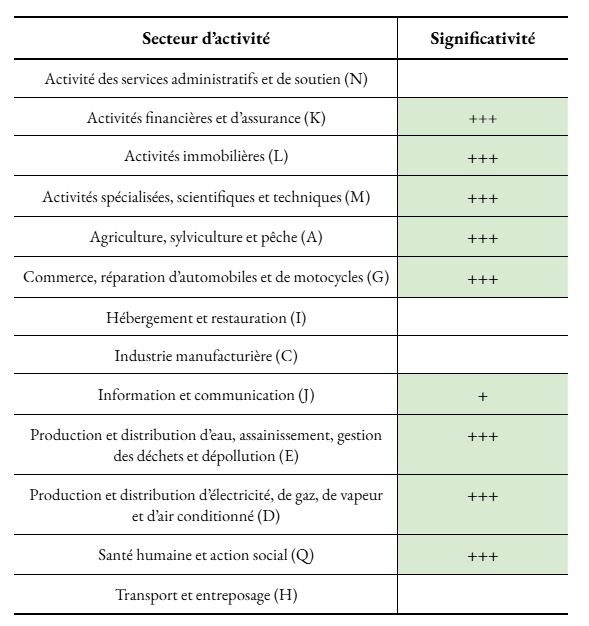 Secteur d'activité Significativité
Activité des services administratifs et de soutien (N)
Activités financières et d'assurance (K) +++
Activités immobilières (L) +++
Activités spécialisées, scientifiques et techniques (M) +++
Agriculture, sylviculture et pêche (A) +++
Commerce, réparation d'automobiles et de motocycles (G) +++
Hébergement et restauration (I)
Industrie manufacturière (C)
Information et communication (J) +
Production et distribution d'eau, assainissement, gestion +++
des déchets et dépollution (E)
Production et distribution d'électricité, de gaz, de vapeur +++
et d'air conditionné (D)
Santé humaine et action social (Q) +++
Transport et entreposage (H)